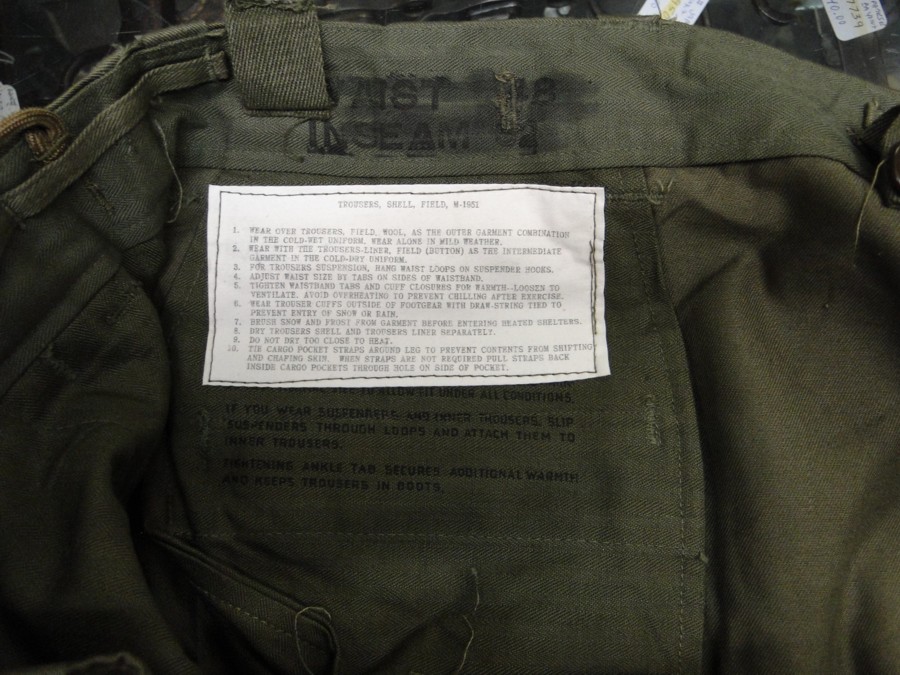 WAIST 38
INSEAM
TROUSERS, SHELL, FIELD, M-1951
1. WEAR OVER TROUSERS, FIELD, WOOL, AS THE OUTER GARMENT COMBINATION
IN THE COLD-WET UNIFORM. WEAR ALONE IN MILD WEATHER.
2. WEAR WITH THE TROUSERS-LINER, FIELD (BUTTON) AS THE INTERMEDIATE
GARMENT IN THE COLD-DRY UNIFORM.
3. FOR TROUSERS SUSPENSION, HANG WAIST LOOPS ON SUSPENDER HOOKS.
4. ADJUST WAIST SIZE BY TABS ON SIDES OF WAISTBAND.
5. TIGHTEN WAISTBAND TABS AND CUFF CLOSURES FOR WARMTH--LOOSEN TO
VENTILATE. AVOID OVERHEATING TO PREVENT CHILLING AFTER EXERCISE.
6. WEAR TROUSER CUFFS OUTSIDE OF FOOTGEAR WITH DRAW-STRING TIED TO
PREVENT ENTRY OF SNOW OR RAIN.
7. BRUSH SNOW AND FROST FROM GARMENT BEFORE ENTERING HEATED SHELTERS.
8. DRY TROUSERS SHELL AND TROUSERS LINER SEPARATELY.
9. DO NOT DRY TOO CLOSE TO HEAT.
10. TIE CARGO POCKET STRAPS AROUND LEG TO PREVENT CONTENTS FROM SHIFTING
AND CHAFING SKIN. WHEN STRAPS ARE NOT REQUIRED PULL STRAPS BACK
INSIDE CARGO POCKETS THROUGH HOLE ON SIDE OF POCKET.
TO ALLOW FIT UNDER ALL CONDITIONS.
IF YOU WEAR SUSPENDERS AND INNER TROUSERS, SLIP
SUSPENDERS THROUGH LOOPS AND ATTACH THEM TO
INNER TROUSERS.
TIGHTENING ANKLE TAB SECURES ADDITIONAL WARMTH
AND KEEPS TROUSERS IN BOOTS.